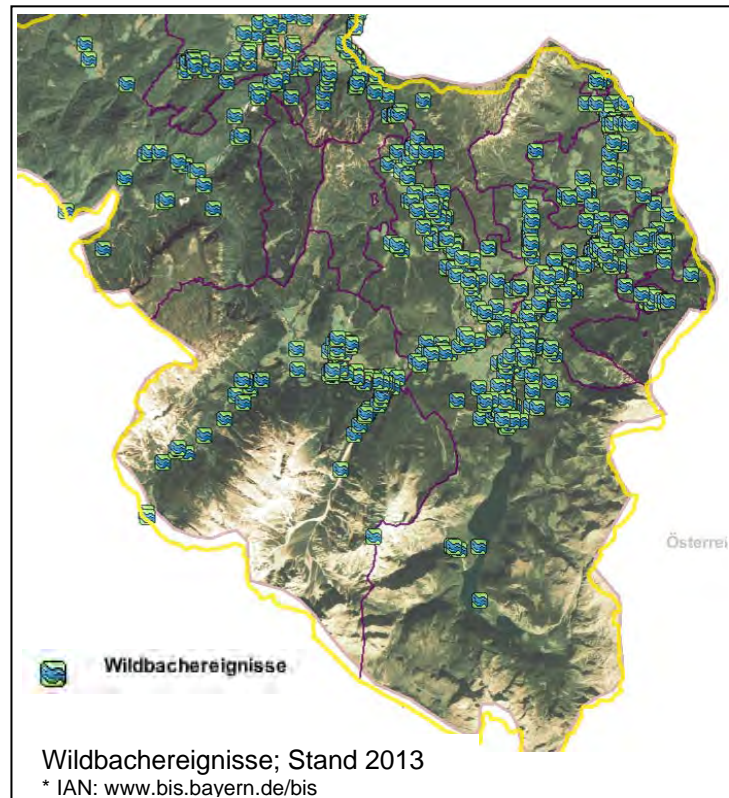 Österrei
Wildbachereignisse
Wildbachereignisse; Stand 2013
* IAN: www.bis.bayern.de/bis